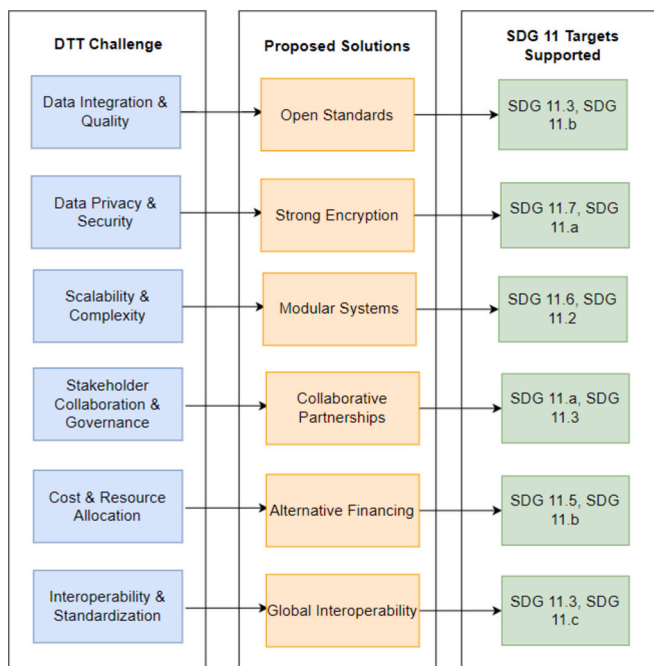 DTT Challenge
Proposed Solutions
SDG 11 Targets
Supported
Data Integration &
Quality
Open Standards
SDG 11.3, SDG
11.b
Data Privacy &
Security
Strong Encryption
SDG 11.7, SDG
11.a
Scalability &
Complexity
Modular Systems
SDG 11.6, SDG
11.2
Stakeholder
Collaboration &
Governance
Collaborative
Partnerships
SDG 11.a, SDG
11.3
Cost & Resource
Allocation
Alternative Financing
SDG 11.5, SDG
11.b
Interoperability &
Standardization
Global Interoperability
SDG 11.3, SDG
11.c